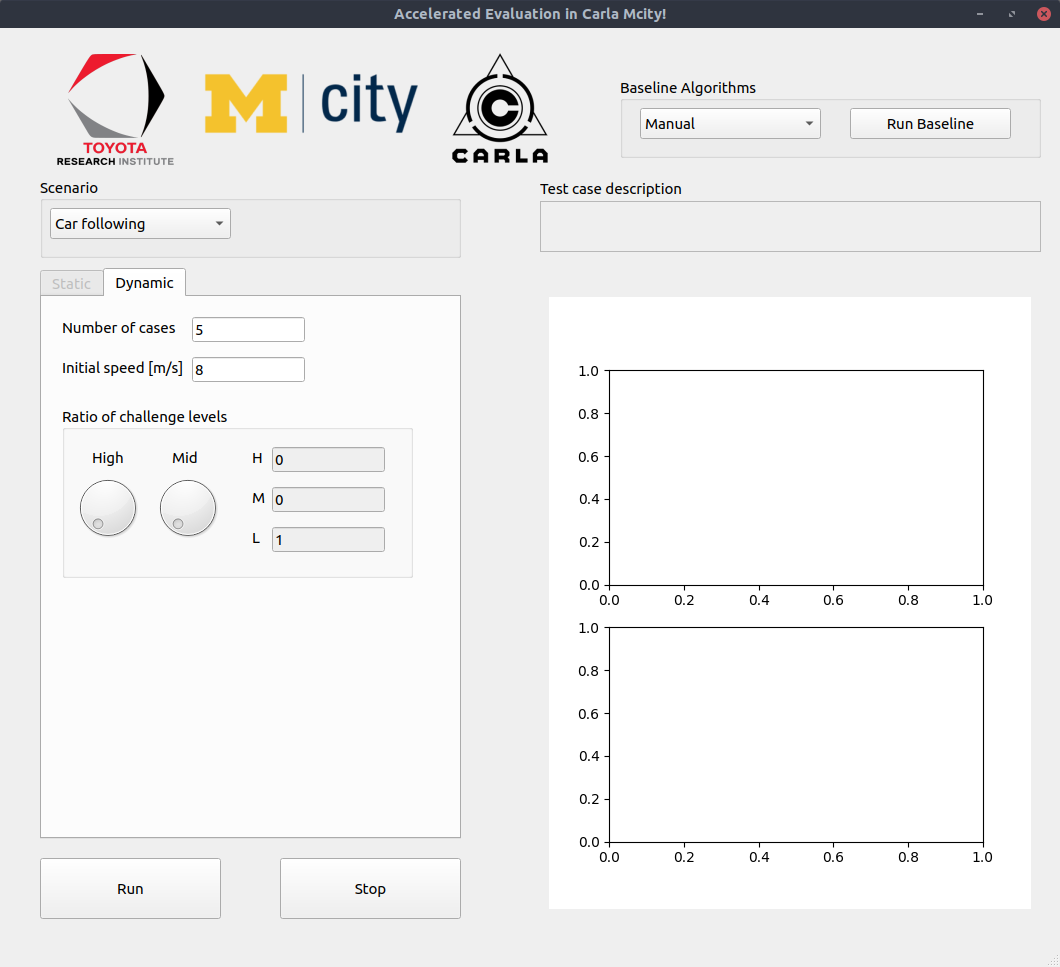 Accelerated Evaluation in Carla Mcity!
TOYOTA
RESEARCH INSTITUTE
M | city
C
CARLA
Baseline Algorithms
Manual
Run Baseline
Scenario
Car following
Test case description
Static
Dynamic
Number of cases
5
Initial speed [m/s]
8
Ratio of challenge levels
High
Mid
H
0
M
0
L
1
Run
Stop
1.0
0.8
0.6
0.4
0.2
0.0
0.0 0.2 0.4 0.6 0.8 1.0
1.0
0.8
0.6
0.4
0.2
0.0
0.0 0.2 0.4 0.6 0.8 1.0